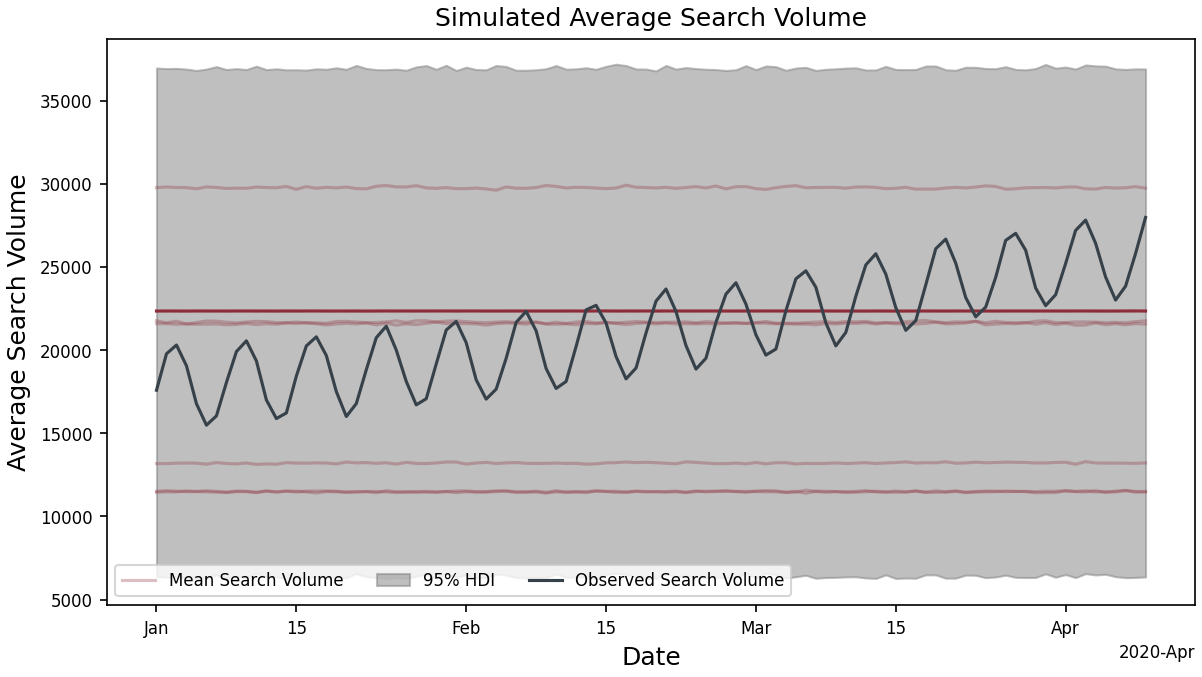 Simulated Average Search Volume
Average Search Volume
35000
30000
25000
20000
15000
10000
5000
Mean Search Volume 95% HDI Observed Search Volume
Jan 15 Feb 15 Mar 15 Apr
2020-Apr
Date